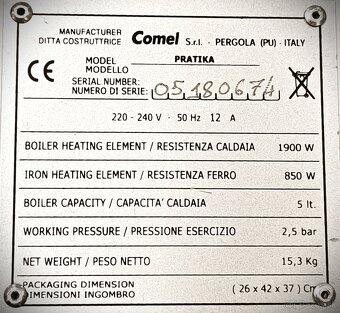 MANUFACTURER
DITTA COSTRUTTRICE Comel S.r.l. - PERGOLA (PU) - ITALY
CE MODEL PRATIKA
MODELLO
SERIAL NUMBER:
NUMERO DI SERIE: 05180674
220 - 240 V - 50 Hz 12 A
BOILER HEATING ELEMENT / RESISTENZA CALDAIA 1900 W
IRON HEATING ELEMENT / RESISTENZA FERRO 850 W
BOILER CAPACITY / CAPACITA' CALDAIA 5 lt.
WORKING PRESSURE / PRESSIONE ESERCIZIO 2,5 bar
NET WEIGHT / PESO NETTO 15,3 Kg
PACKAGING DIMENSION
DIMENSIONI INGOMBRO ( 26 x 42 x 37 ) Cm